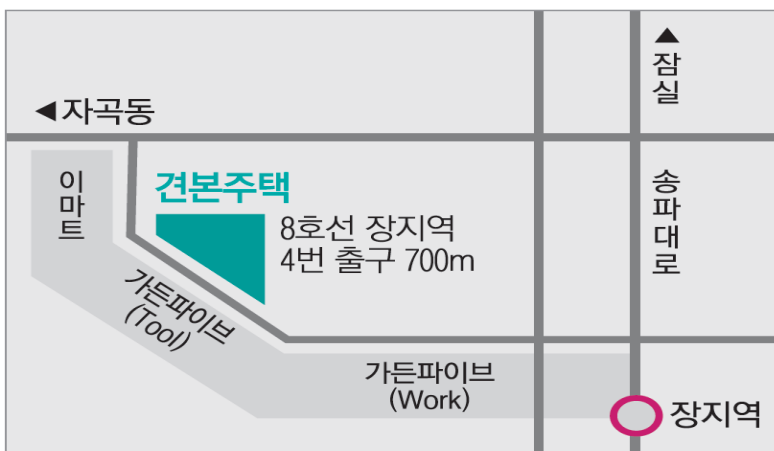 ▲
잠실
◀자곡동
이마트
견본주택
8호선 장지역
4번 출구 700m
송파대로
가든파이브
(Tool)
가든파이브
(Work)
장지역